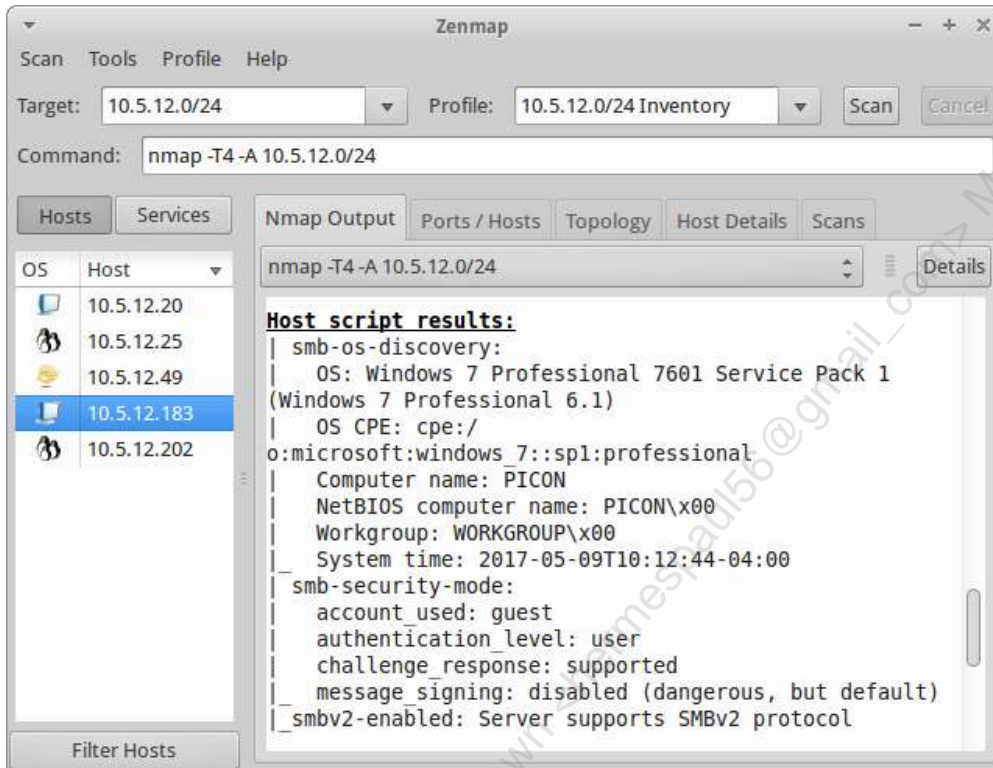 Zenmap
Scan Tools Profile Help
Target: 10.5.12.0/24 Profile: 10.5.12.0/24 Inventory Scan Cancel
Command: nmap -T4 -A 10.5.12.0/24
Hosts Services
Nmap Output Ports / Hosts Topology Host Details Scans
OS Host
nmap -T4 -A 10.5.12.0/24 Details
10.5.12.20
10.5.12.25
10.5.12.49
10.5.12.183
10.5.12.202
Host script results:
| smb-os-discovery:
|   OS: Windows 7 Professional 7601 Service Pack 1
(Windows 7 Professional 6.1)
|   OS CPE: cpe:/
o:microsoft:windows_7::sp1:professional
|   Computer name: PICON
|   NetBIOS computer name: PICON\x00
|   Workgroup: WORKGROUP\x00
|_  System time: 2017-05-09T10:12:44-04:00
| smb-security-mode:
|   account_used: guest
|   authentication_level: user
|   challenge_response: supported
|_  message_signing: disabled (dangerous, but default)
|_smbv2-enabled: Server supports SMBv2 protocol
Filter Hosts